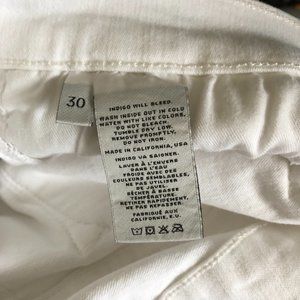 30
INDIGO WILL BLEED.
WASH INSIDE OUT IN COLD
WATER WITH LIKE COLORS.
DO NOT BLEACH.
TUMBLE DRY LOW.
REMOVE PROMPTLY,
DO NOT IRON.
MADE IN CALIFORNIA, USA
INDIGO VA SAIGNER.
LAVER À L'ENVERS
DANS L'EAU
FROIDE AVEC DES
COULEURS SEMBLABLES.
NE PAS UTILISER
DE JAVEL.
SÉCHER À BASSE
TEMPÉRATURE.
RETIRER RAPIDEMENT,
NE PAS REPASSER.
FABRIQUÉ AUX
CALIFORNIE, E.U.